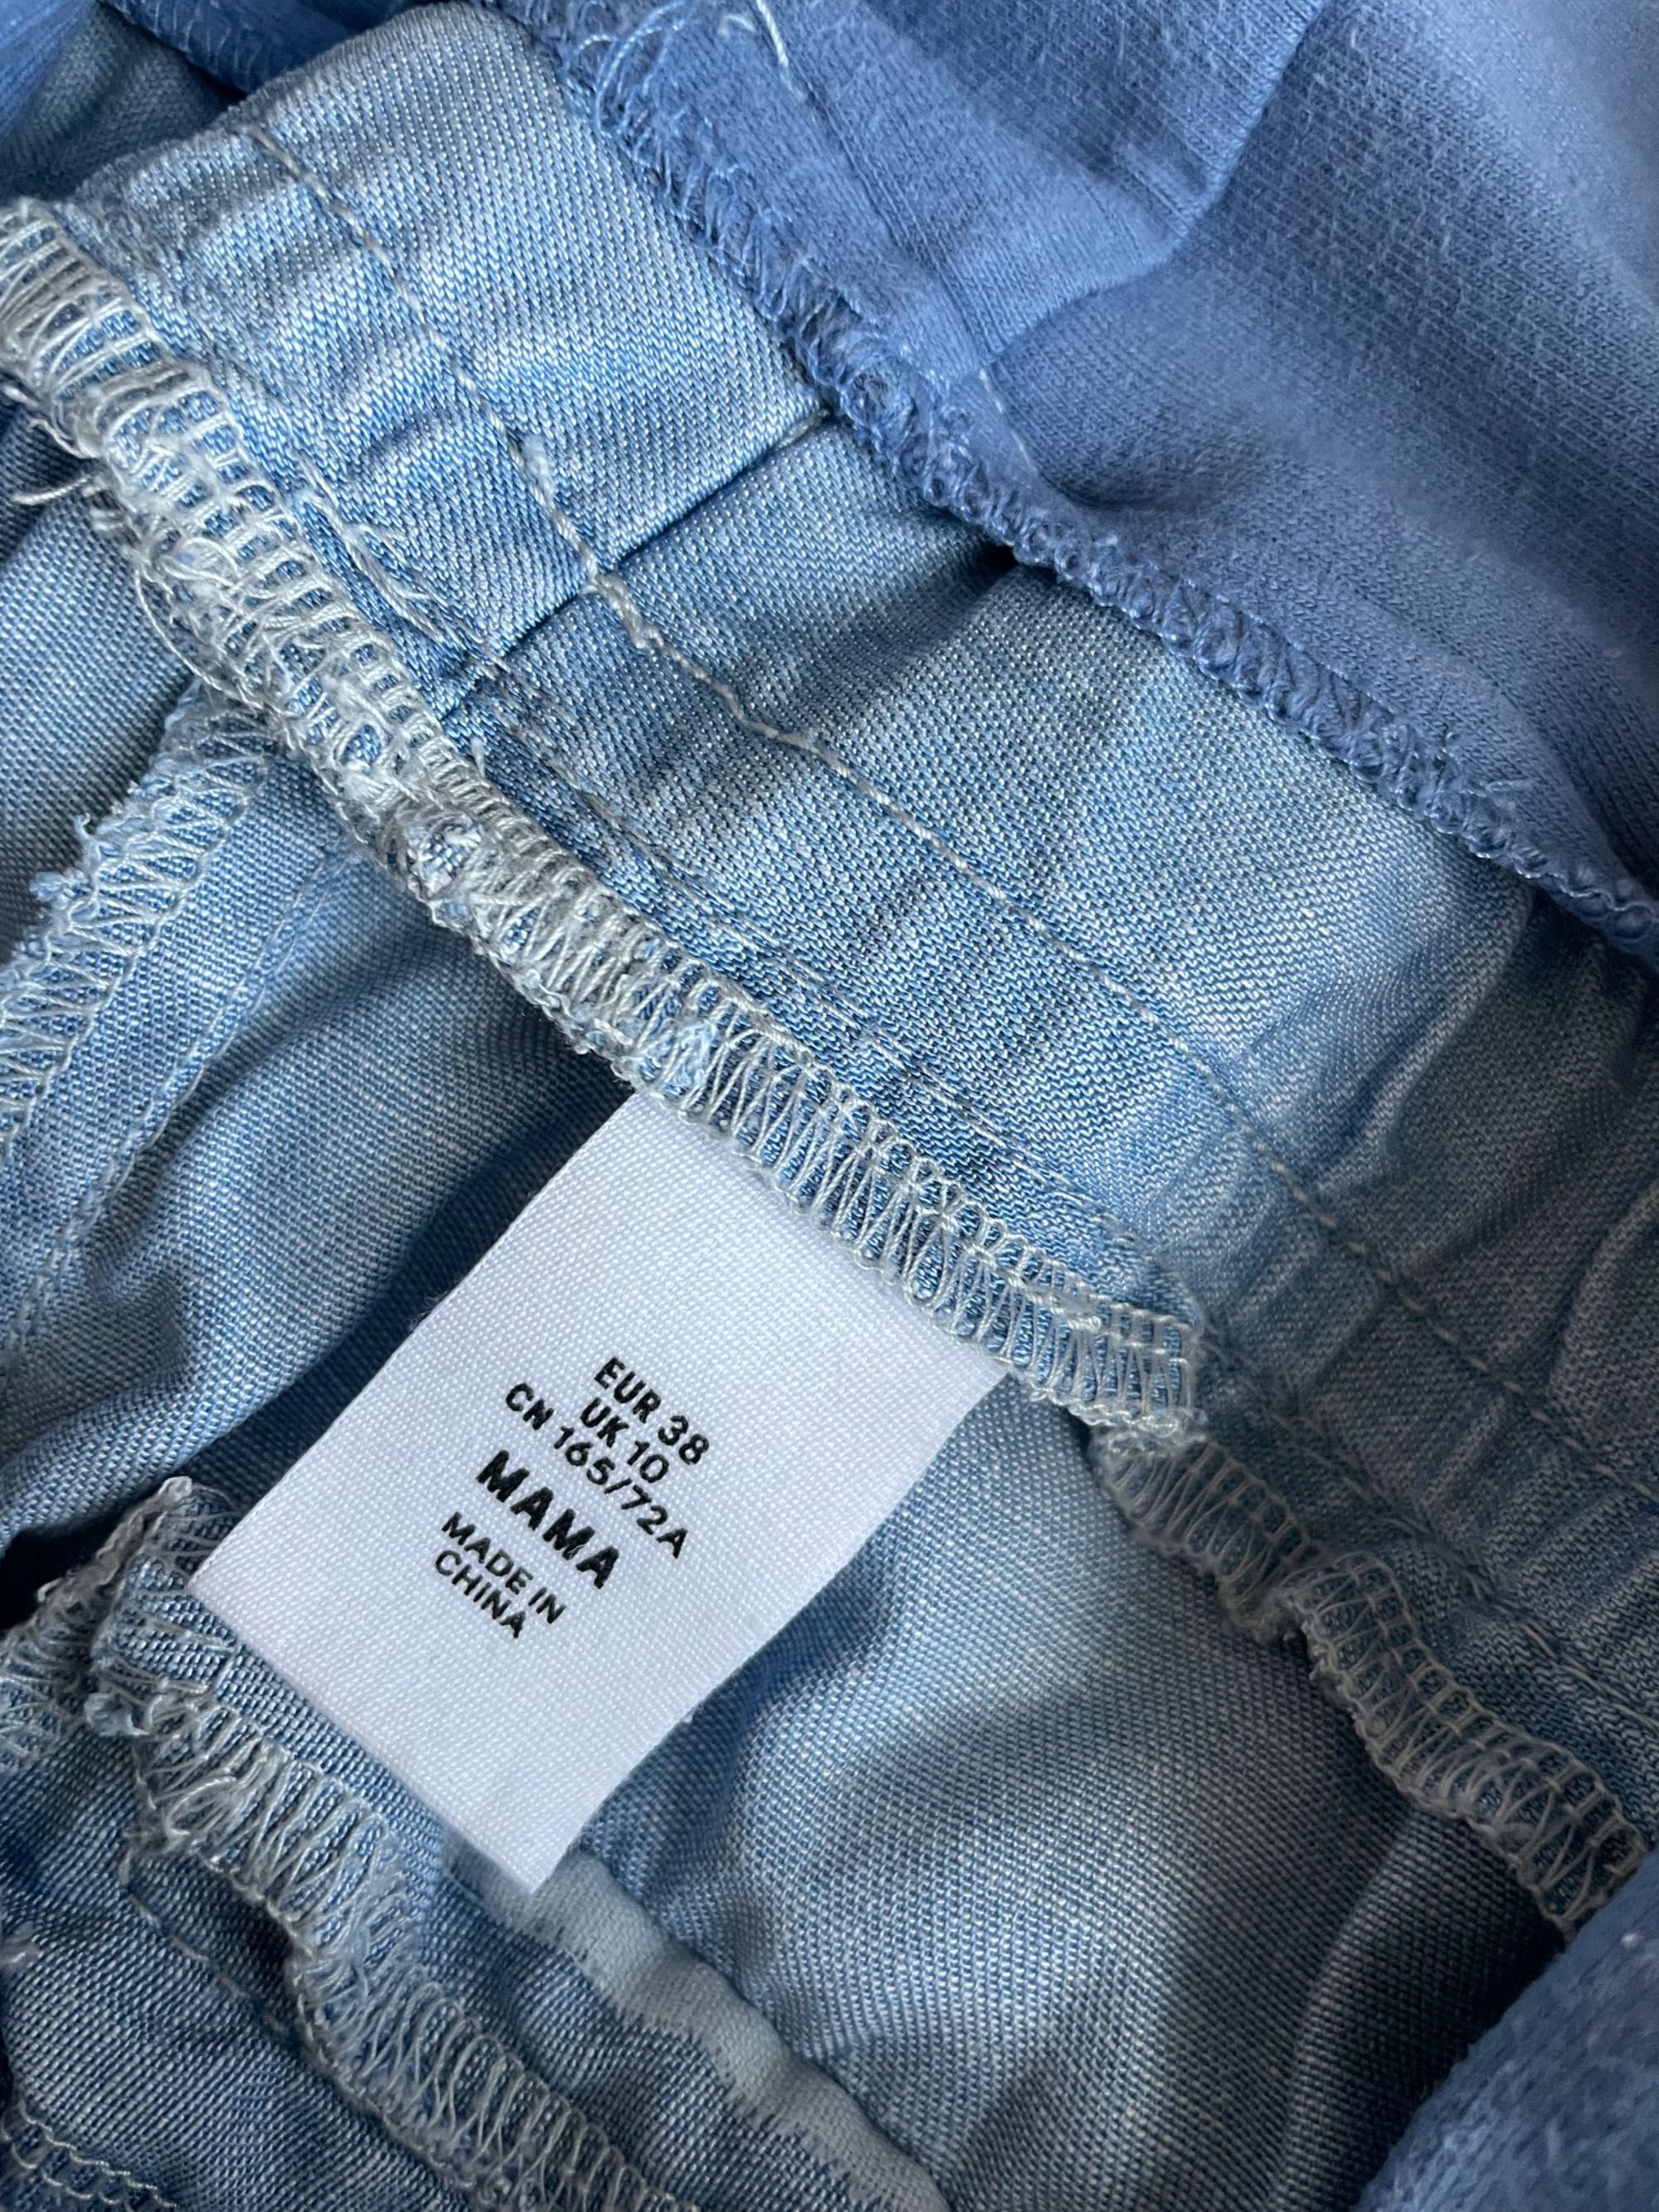 EUR 38
UK 10
CN 165/72A
MAMA
MADE IN
CHINA